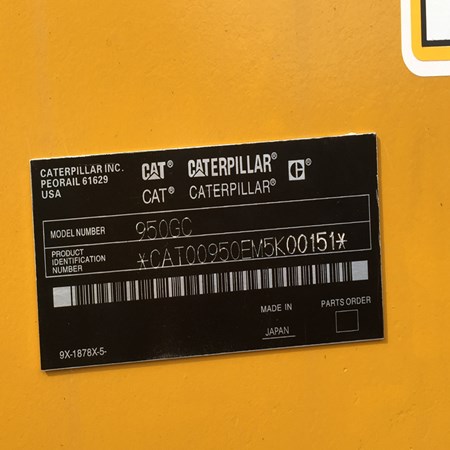 CATERPILLAR INC.
PEORAIL 61629
USA
CAT® CATERPILLAR® C®
CAT® CATERPILLAR®
MODEL NUMBER 950GC
PRODUCT
IDENTIFICATION
NUMBER
*CAT00950EM5K00151*
MADE IN
JAPAN
PARTS ORDER
9X-1878X-5-